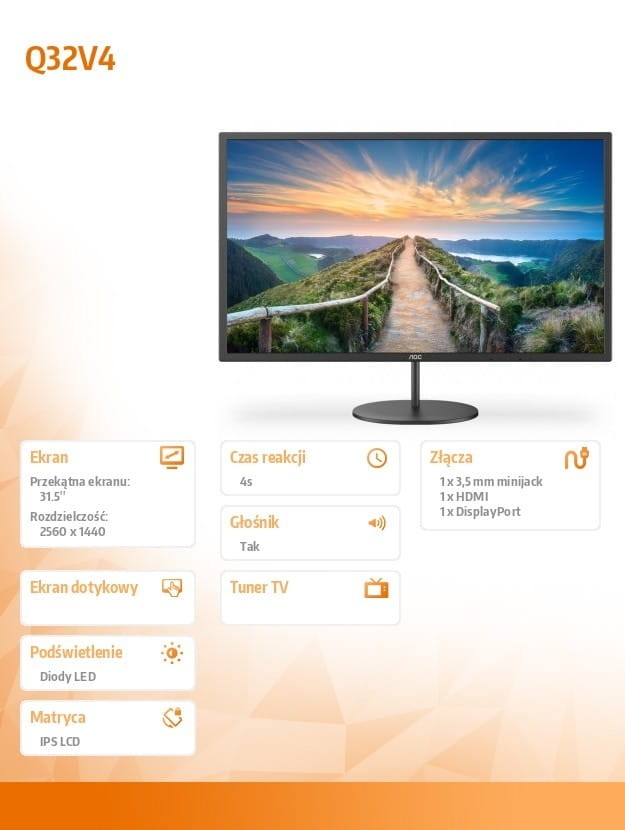 Q32V4
AOC
Ekran
Przekątna ekranu:
31.5"
Rozdzielczość:
2560 x 1440
Ekran dotykowy
Podświetlenie
Diody LED
Matryca
IPS LCD
Czas reakcji
4s
Głośnik
Tak
Tuner TV
Złącza
1 x 3,5 mm minijack
1 x HDMI
1 x DisplayPort